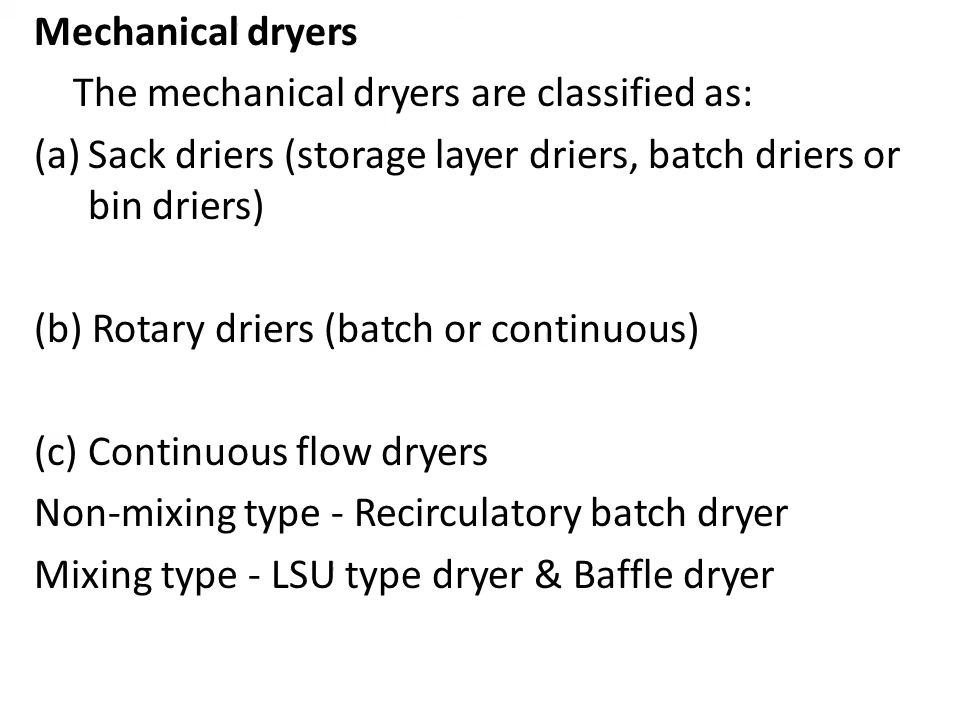 Mechanical dryers
The mechanical dryers are classified as:
(a) Sack driers (storage layer driers, batch driers or
bin driers)
(b) Rotary driers (batch or continuous)
(c) Continuous flow dryers
Non-mixing type - Recirculatory batch dryer
Mixing type - LSU type dryer & Baffle dryer